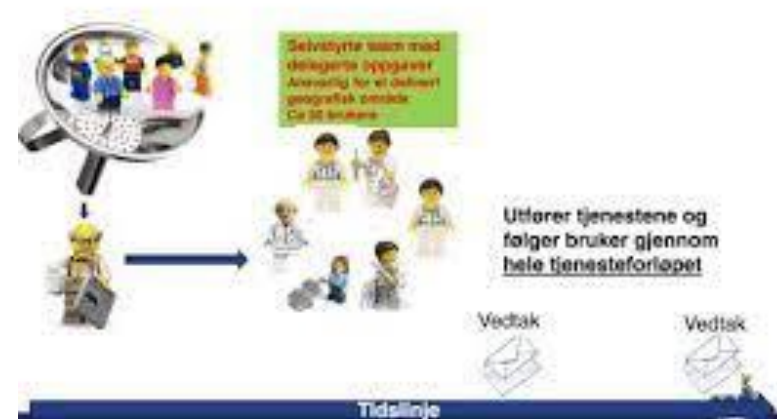 Selvstyrte team med
delegerte oppgaver
Ansvarlig for et definert
geografisk område
Ca 50 brukere
Utfører tjenestene og
følger bruker gjennom
hele tjenesteforløpet
Vedtak
Vedtak
Tidslinje